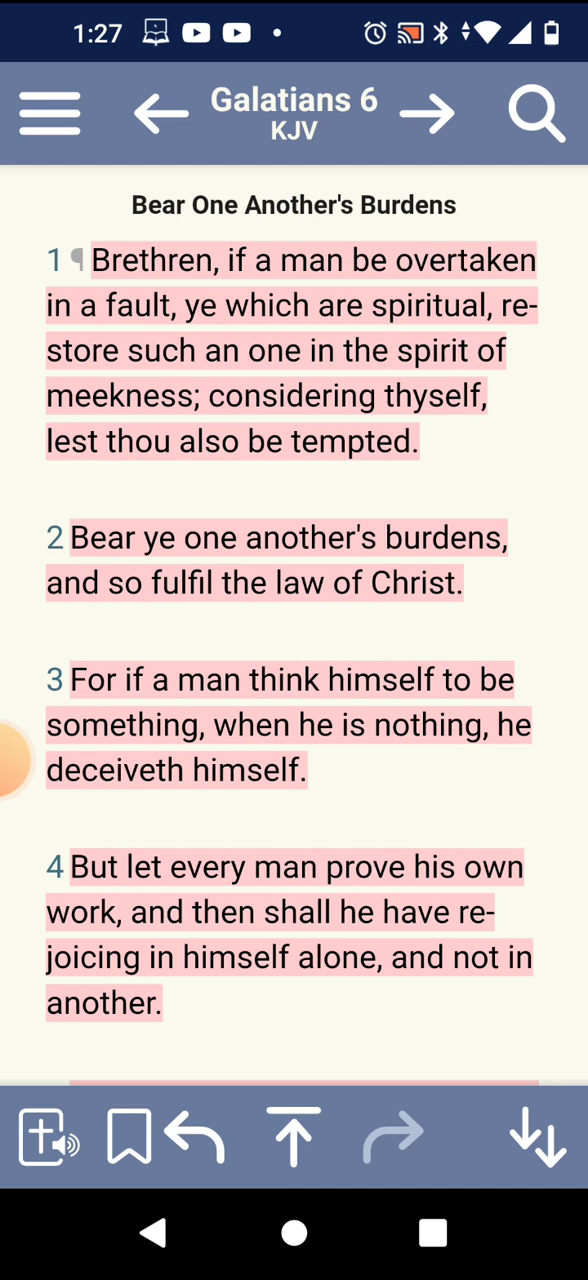 1:27
Galatians 6
KJV
Bear One Another's Burdens
1 ¶ Brethren, if a man be overtaken
in a fault, ye which are spiritual, re-
store such an one in the spirit of
meekness; considering thyself,
lest thou also be tempted.
2 Bear ye one another's burdens,
and so fulfil the law of Christ.
3 For if a man think himself to be
something, when he is nothing, he
deceiveth himself.
4 But let every man prove his own
work, and then shall he have re-
joicing in himself alone, and not in
another.